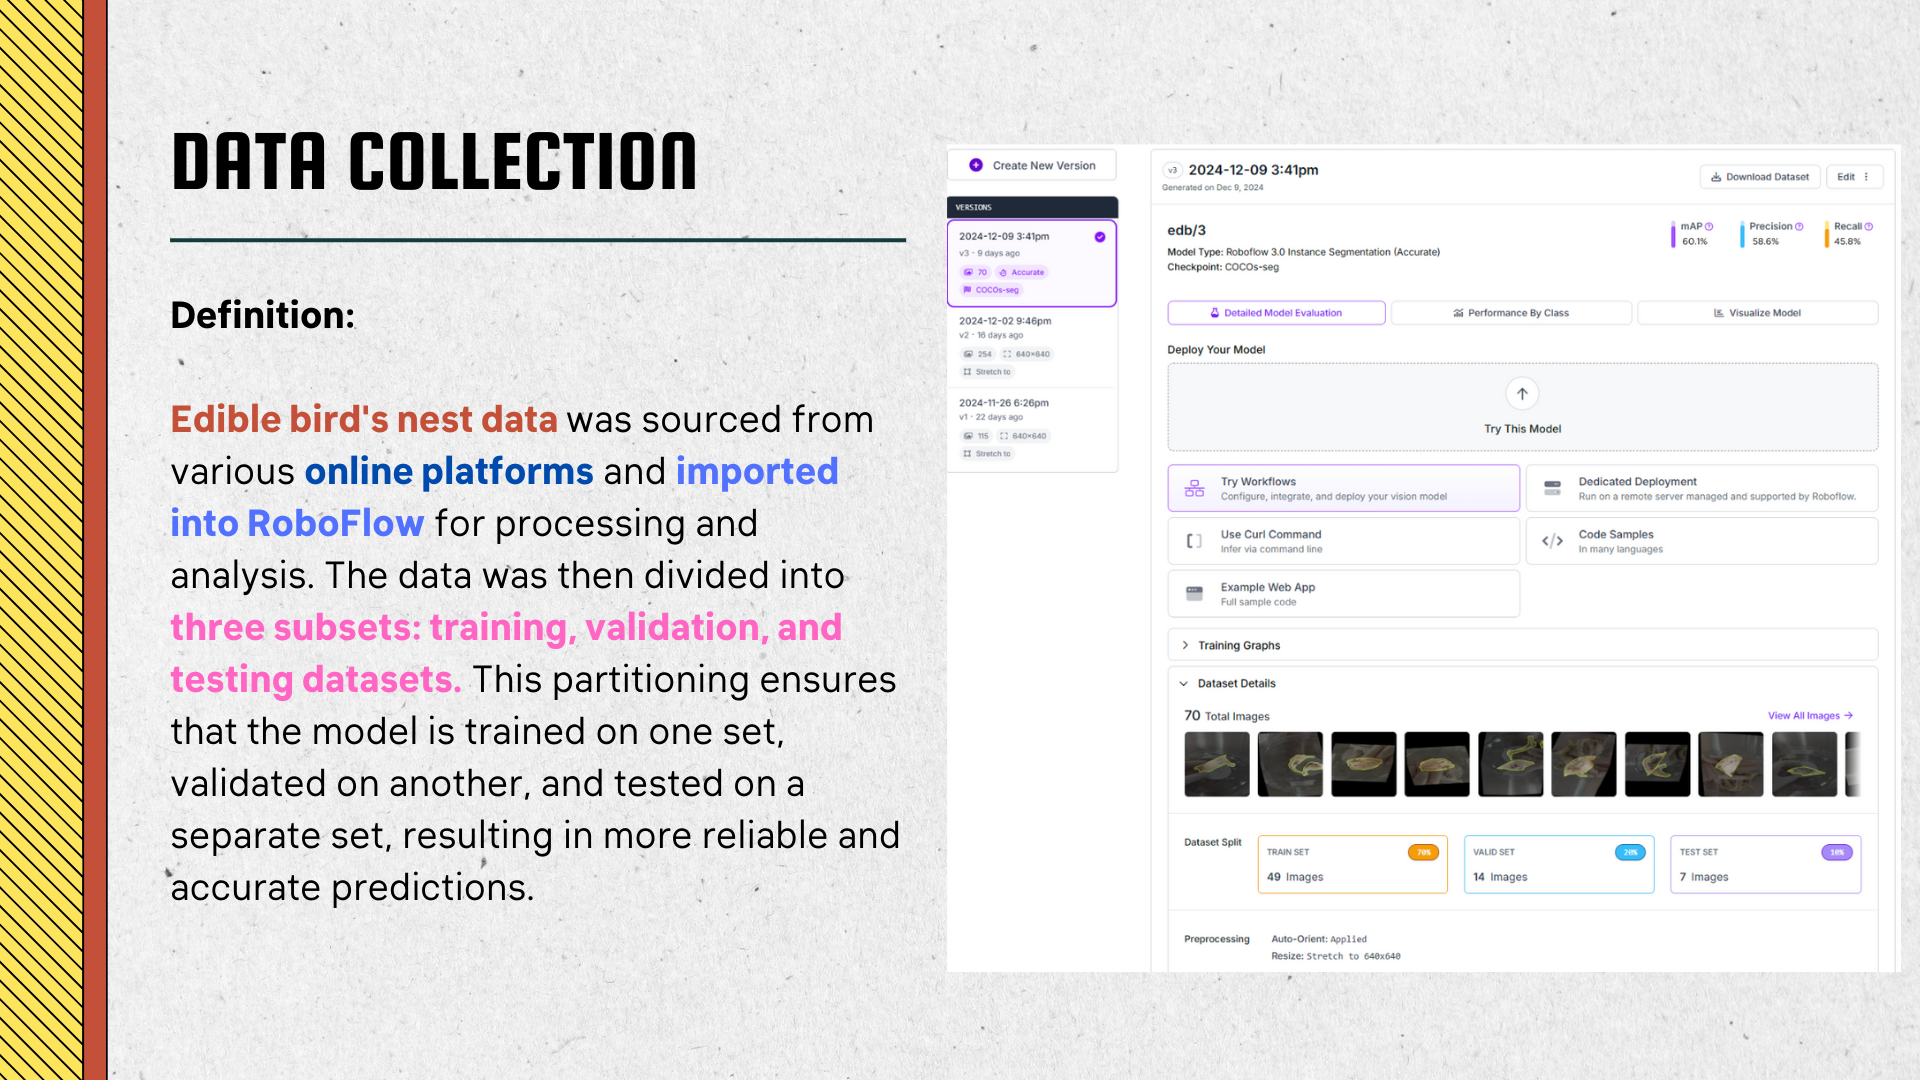 DATA COLLECTION
Definition:
Edible bird's nest data was sourced from
various online platforms and imported
into RoboFlow for processing and
analysis. The data was then divided into
three subsets: training, validation, and
testing datasets. This partitioning ensures
that the model is trained on one set,
validated on another, and tested on a
separate set, resulting in more reliable and
accurate predictions.
Create New Version
VERSIONS
2024-12-09 3:41pm
v3 · 9 days ago
70 Accurate
COCOs-seg
2024-12-02 9:46pm
v2 · 16 days ago
254 640×640
Stretch to
2024-11-26 6:26pm
v1 · 22 days ago
115 640×640
Stretch to
v3 2024-12-09 3:41pm
Generated on Dec 9, 2024
Download Dataset
Edit
edb/3
Model Type: Roboflow 3.0 Instance Segmentation (Accurate)
Checkpoint: COCOs-seg
mAP
60.1%
Precision
58.6%
Recall
45.8%
Detailed Model Evaluation
Performance By Class
Visualize Model
Deploy Your Model
Try This Model
Try Workflows
Configure, integrate, and deploy your vision model
Dedicated Deployment
Run on a remote server managed and supported by Roboflow.
Use Curl Command
Infer via command line
Code Samples
In many languages
Example Web App
Full sample code
Training Graphs
Dataset Details
70 Total Images
View All Images →
Dataset Split
TRAIN SET 70%
49 Images
VALID SET 20%
14 Images
TEST SET 10%
7 Images
Preprocessing
Auto-Orient: Applied
Resize: Stretch to 640x640